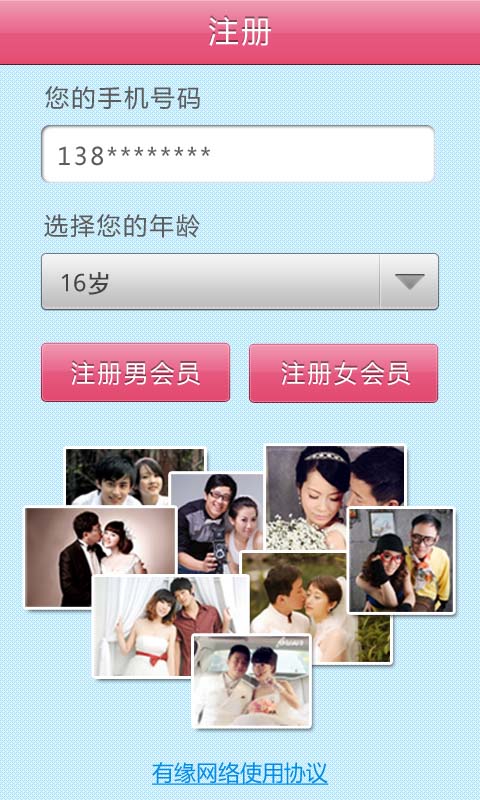 注册
您的手机号码
138********
选择您的年龄
16岁
注册男会员
注册女会员
forever
有缘网络使用协议